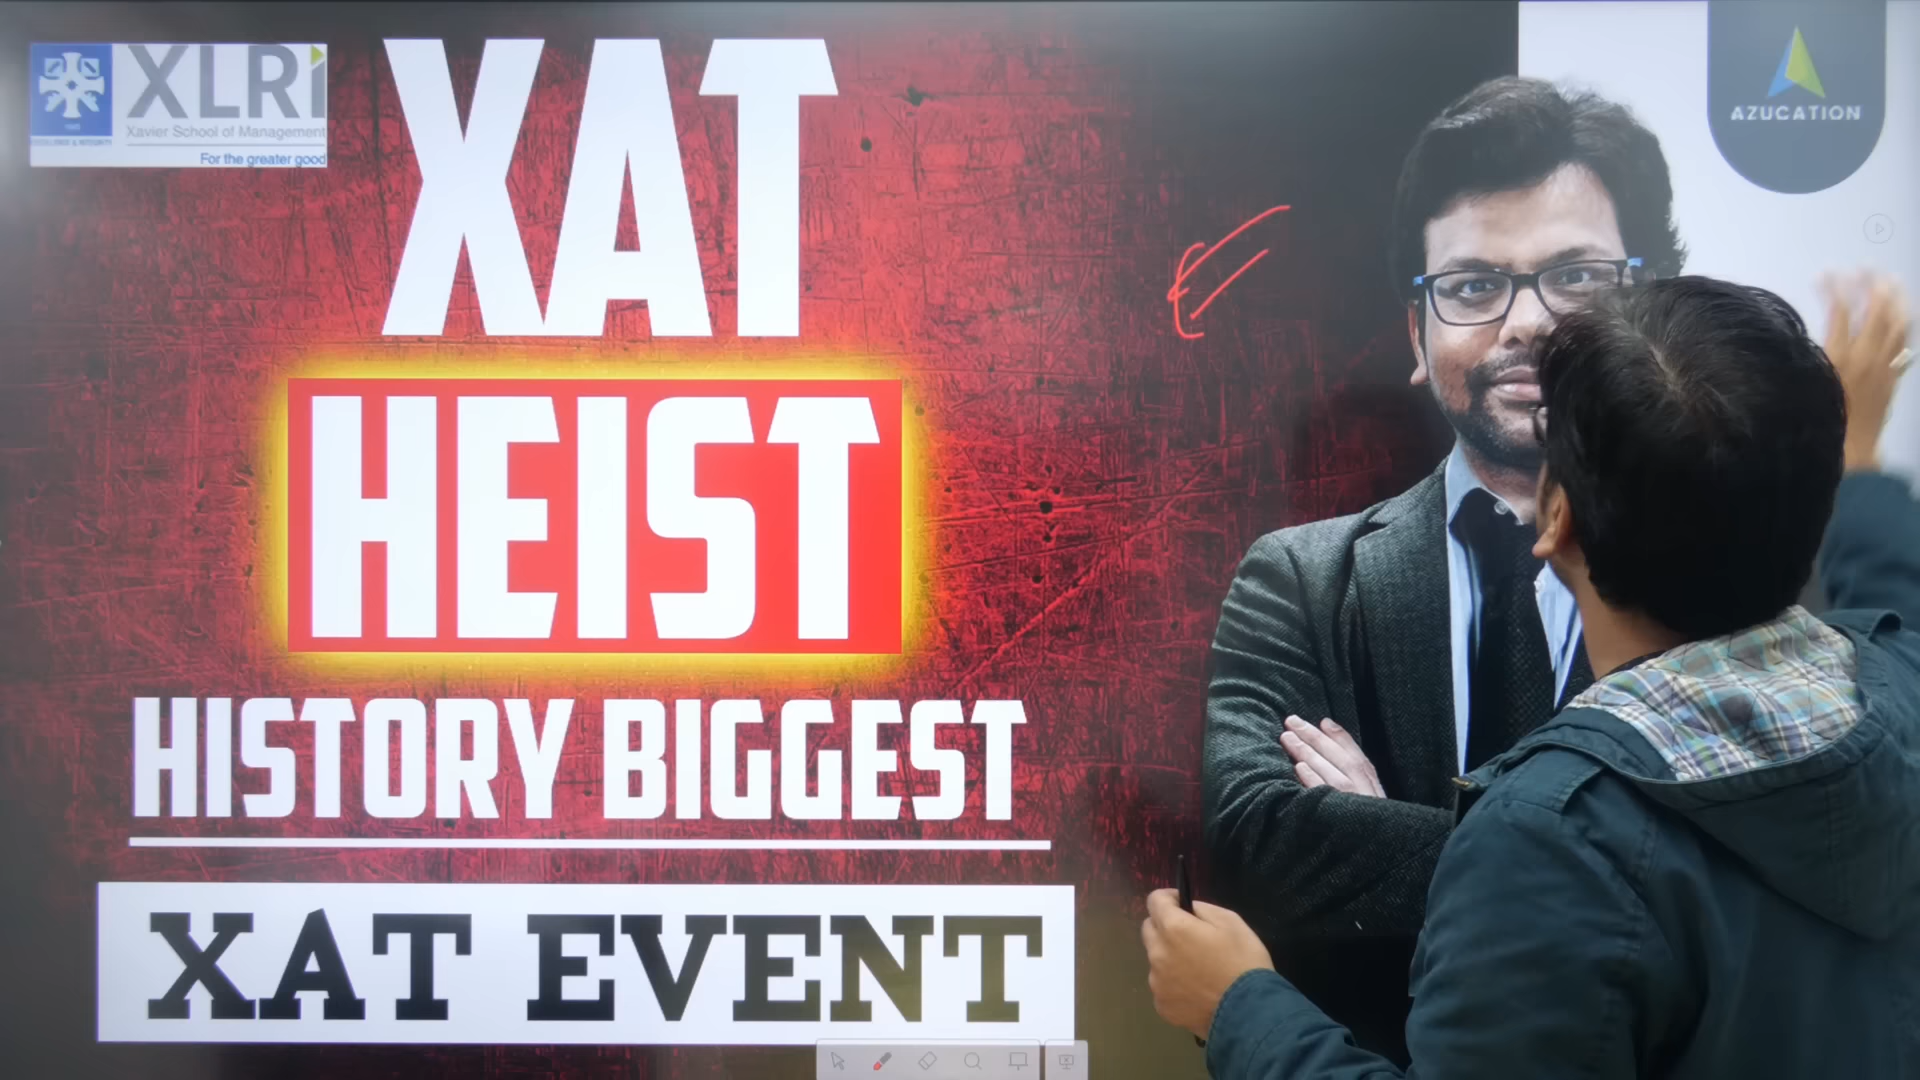 XLRi
Xavier School of Management
For the greater good
XAT
HEIST
HISTORY BIGGEST
XAT EVENT
AZUCATION